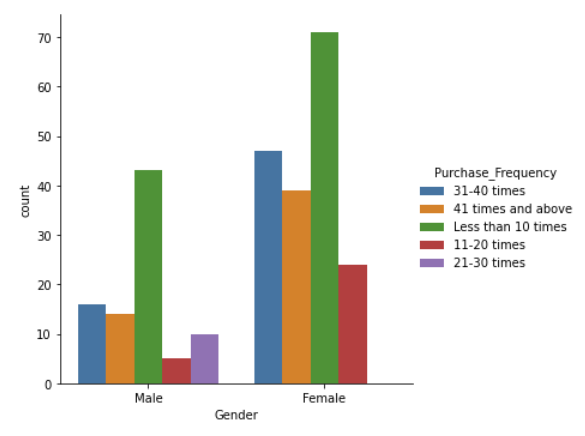 70
60
50
40
30
20
10
0
count
Male
Female
Gender
Purchase_Frequency
31-40 times
41 times and above
Less than 10 times
11-20 times
21-30 times